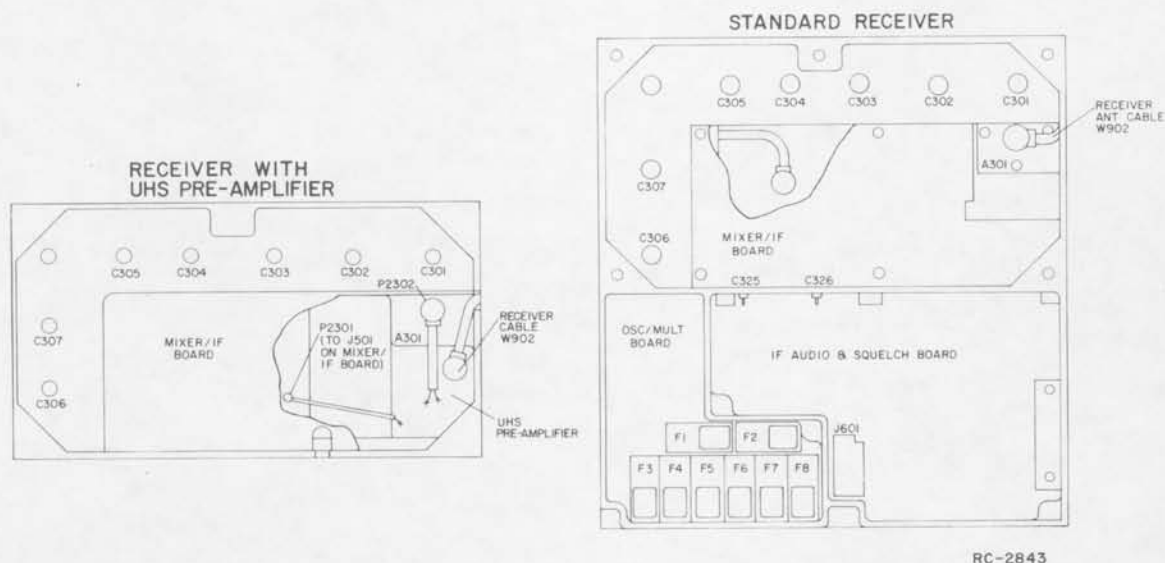 STANDARD RECEIVER
C305 C304 C303 C302 C301
RECEIVER
ANT CABLE
W902
A301
C307
C306
MIXER/IF
BOARD
C325 C326
OSC/MULT
BOARD
IF AUDIO & SQUELCH BOARD
F1 F2 J601
F3 F4 F5 F6 F7 F8
RECEIVER WITH
UHS PRE-AMPLIFIER
C305 C304 C303 C302 C301
P2302
C307
C306
MIXER/IF
BOARD
P2301
(TO J501
ON MIXER/
IF BOARD)
A301
RECEIVER
CABLE
W902
UHS
PRE-AMPLIFIER
RC-2843